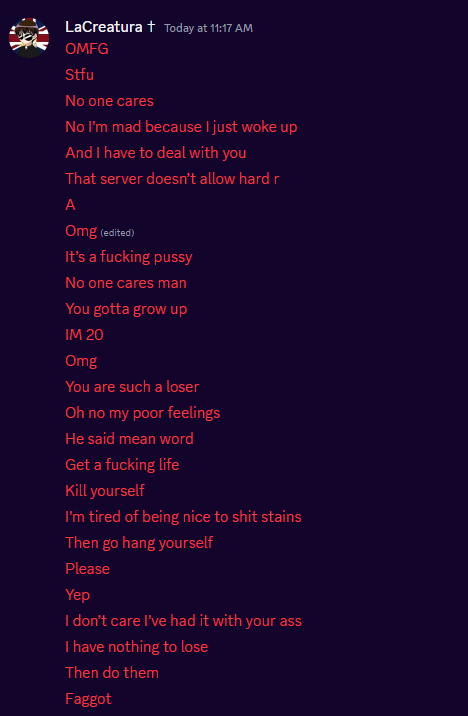 LaCreatura † Today at 11:17 AM
OMFG
Stfu
No one cares
No I'm mad because I just woke up
And I have to deal with you
That server doesn't allow hard r
A
Omg (edited)
It's a fucking pussy
No one cares man
You gotta grow up
IM 20
Omg
You are such a loser
Oh no my poor feelings
He said mean word
Get a fucking life
Kill yourself
I'm tired of being nice to shit stains
Then go hang yourself
Please
Yep
I don't care I've had it with your ass
I have nothing to lose
Then do them
Faggot